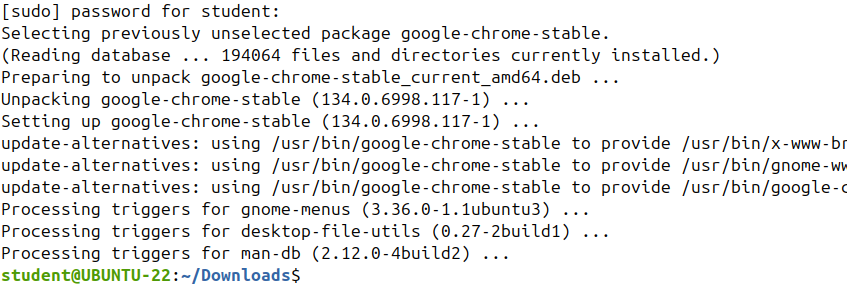 [sudo] password for student:
Selecting previously unselected package google-chrome-stable.
(Reading database ... 194064 files and directories currently installed.)
Preparing to unpack google-chrome-stable_current_amd64.deb ...
Unpacking google-chrome-stable (134.0.6998.117-1) ...
Setting up google-chrome-stable (134.0.6998.117-1) ...
update-alternatives: using /usr/bin/google-chrome-stable to provide /usr/bin/x-www-br
update-alternatives: using /usr/bin/google-chrome-stable to provide /usr/bin/gnome-ww
update-alternatives: using /usr/bin/google-chrome-stable to provide /usr/bin/google-c
Processing triggers for gnome-menus (3.36.0-1.1ubuntu3) ...
Processing triggers for desktop-file-utils (0.27-2build1) ...
Processing triggers for man-db (2.12.0-4build2) ...
student@UBUNTU-22:~/Downloads$